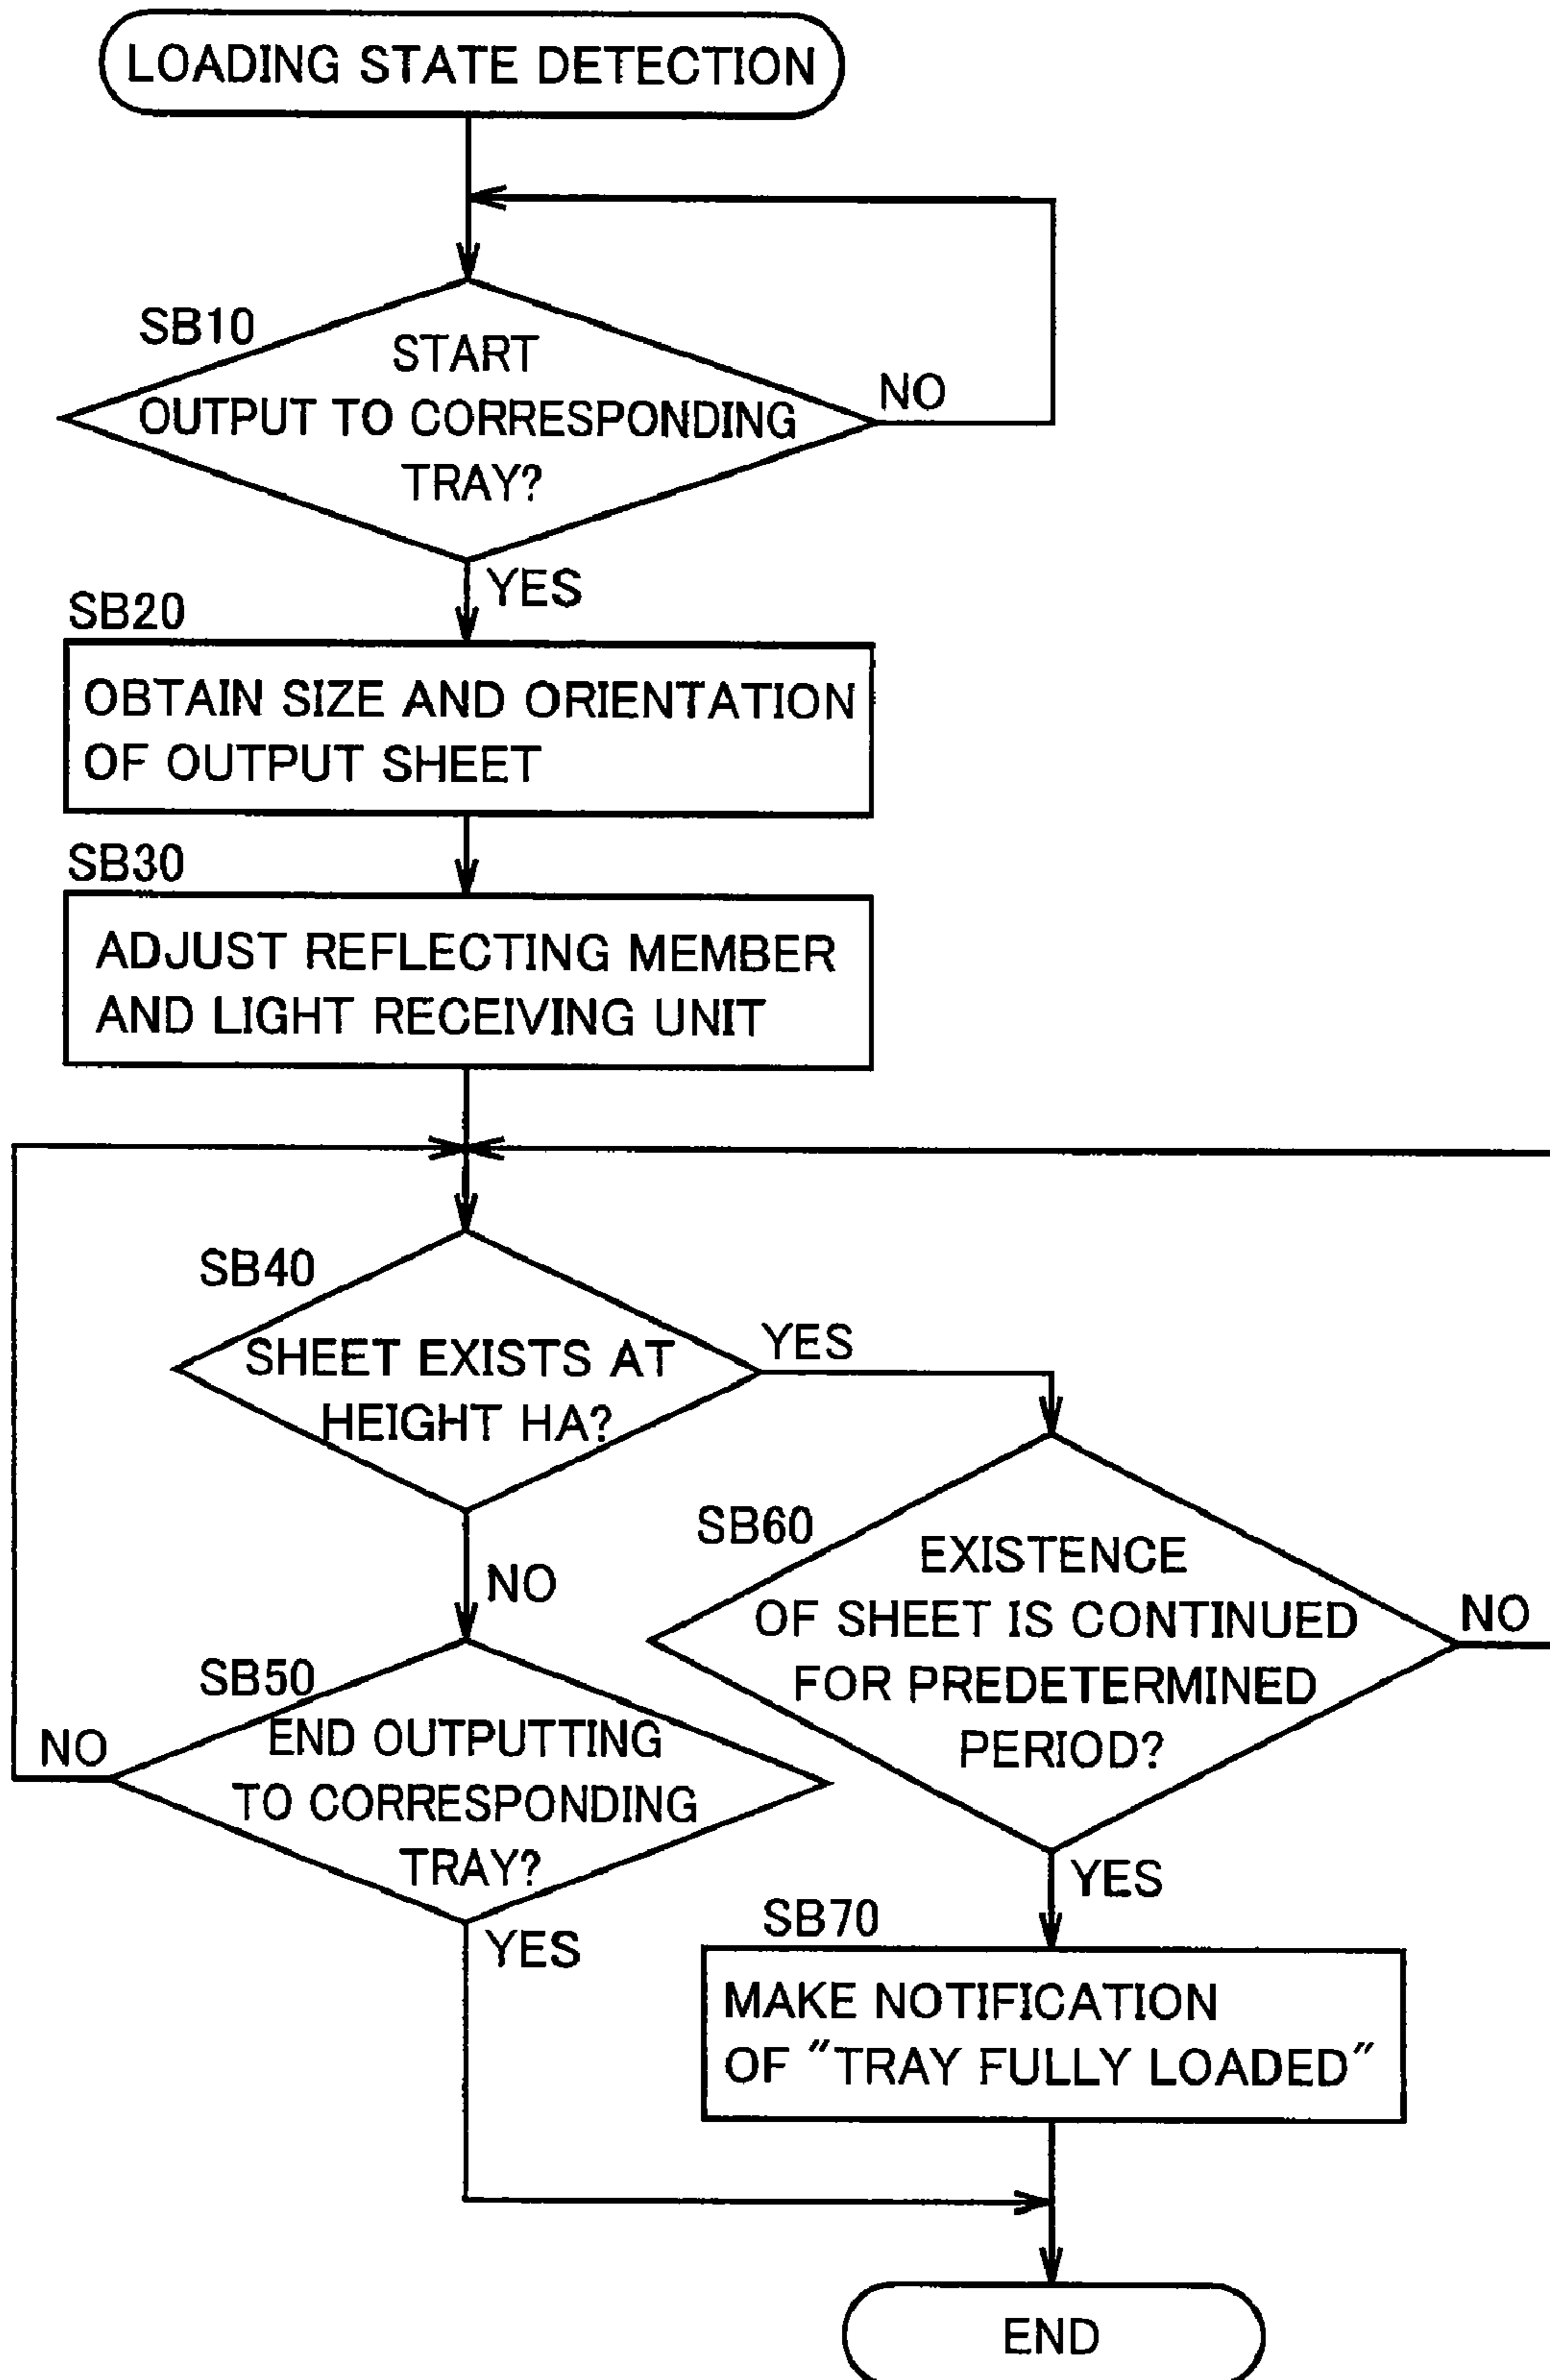 LOADING STATE DETECTION
SB10
START
OUTPUT TO CORRESPONDING
TRAY?
NO
YES
SB20
OBTAIN SIZE AND ORIENTATION
OF OUTPUT SHEET
SB30
ADJUST REFLECTING MEMBER
AND LIGHT RECEIVING UNIT
SB40
SHEET EXISTS AT
HEIGHT HA?
YES
NO
SB60
EXISTENCE
OF SHEET IS CONTINUED
FOR PREDETERMINED
PERIOD?
NO
YES
SB50
END OUTPUTTING
TO CORRESPONDING
TRAY?
NO
YES
SB70
MAKE NOTIFICATION
OF "TRAY FULLY LOADED"
END